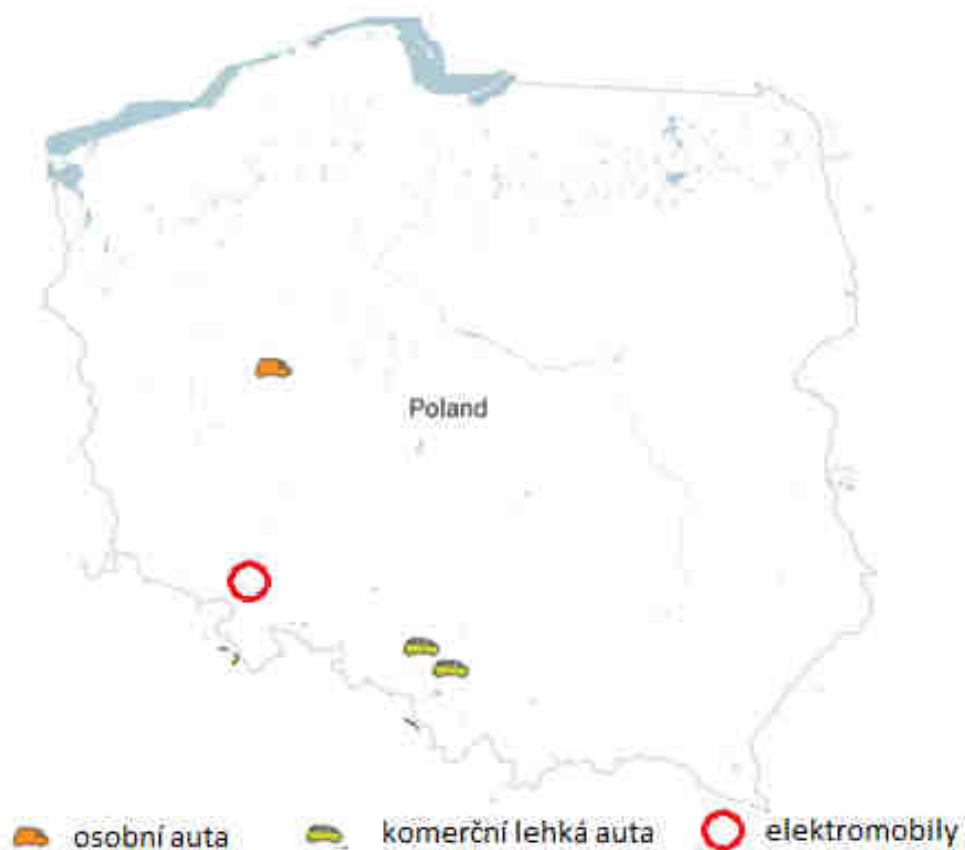 Poland
osobní auta
komerční lehká auta
elektromobily